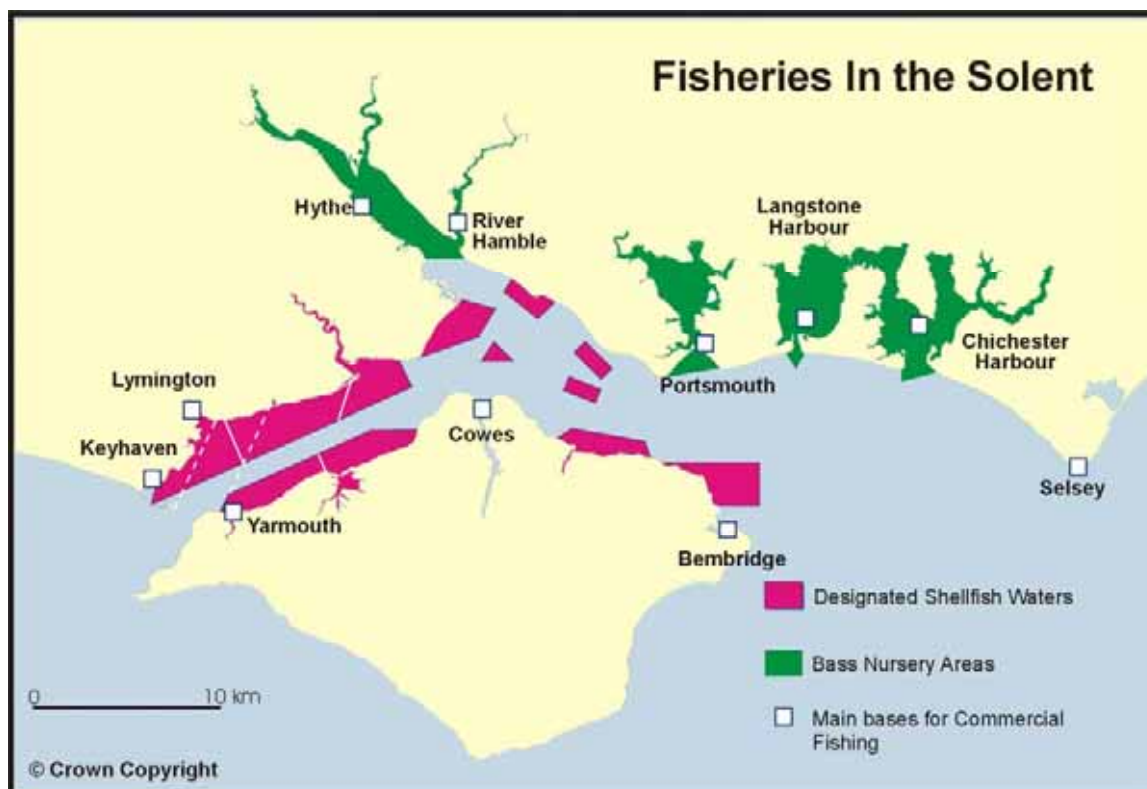 Fisheries In the Solent
Hythe
River
Hamble
Langstone
Harbour
Chichester
Harbour
Portsmouth
Lymington
Keyhaven
Cowes
Yarmouth
Selsey
Bembridge
Designated Shellfish Waters
Bass Nursery Areas
Main bases for Commercial
Fishing
0 10 km
© Crown Copyright